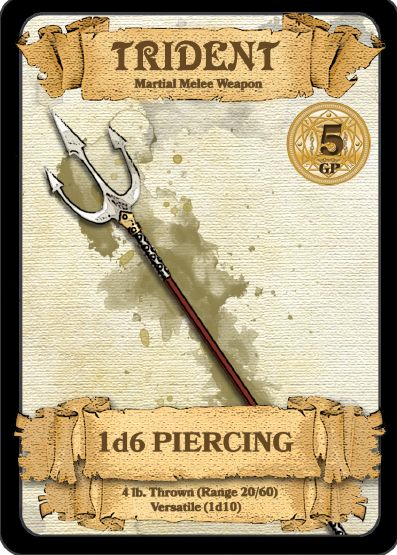 TRIDENT
Martial Melee Weapon
5
GP
1d6 PIERCING
4 lb. Thrown (Range 20/60)
Versatile (1d10)